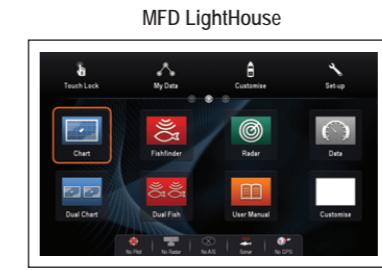 MFD LightHouse
Touch Lock My Data Customise Set-up
Chart Fishfinder Radar Data
Dual Chart Dual Fish User Manual Customise
No Pilot No Radar No AIS Sonar No GPS